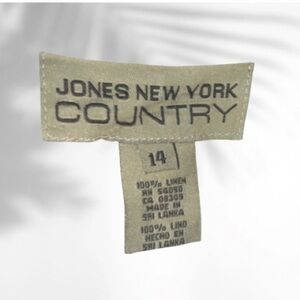 JONES NEW YORK
COUNTRY
14
100% LINEN
RN 54050
CA 08309
MADE IN
SRI LANKA
100% LINO
HECHO EN
SRI LANKA